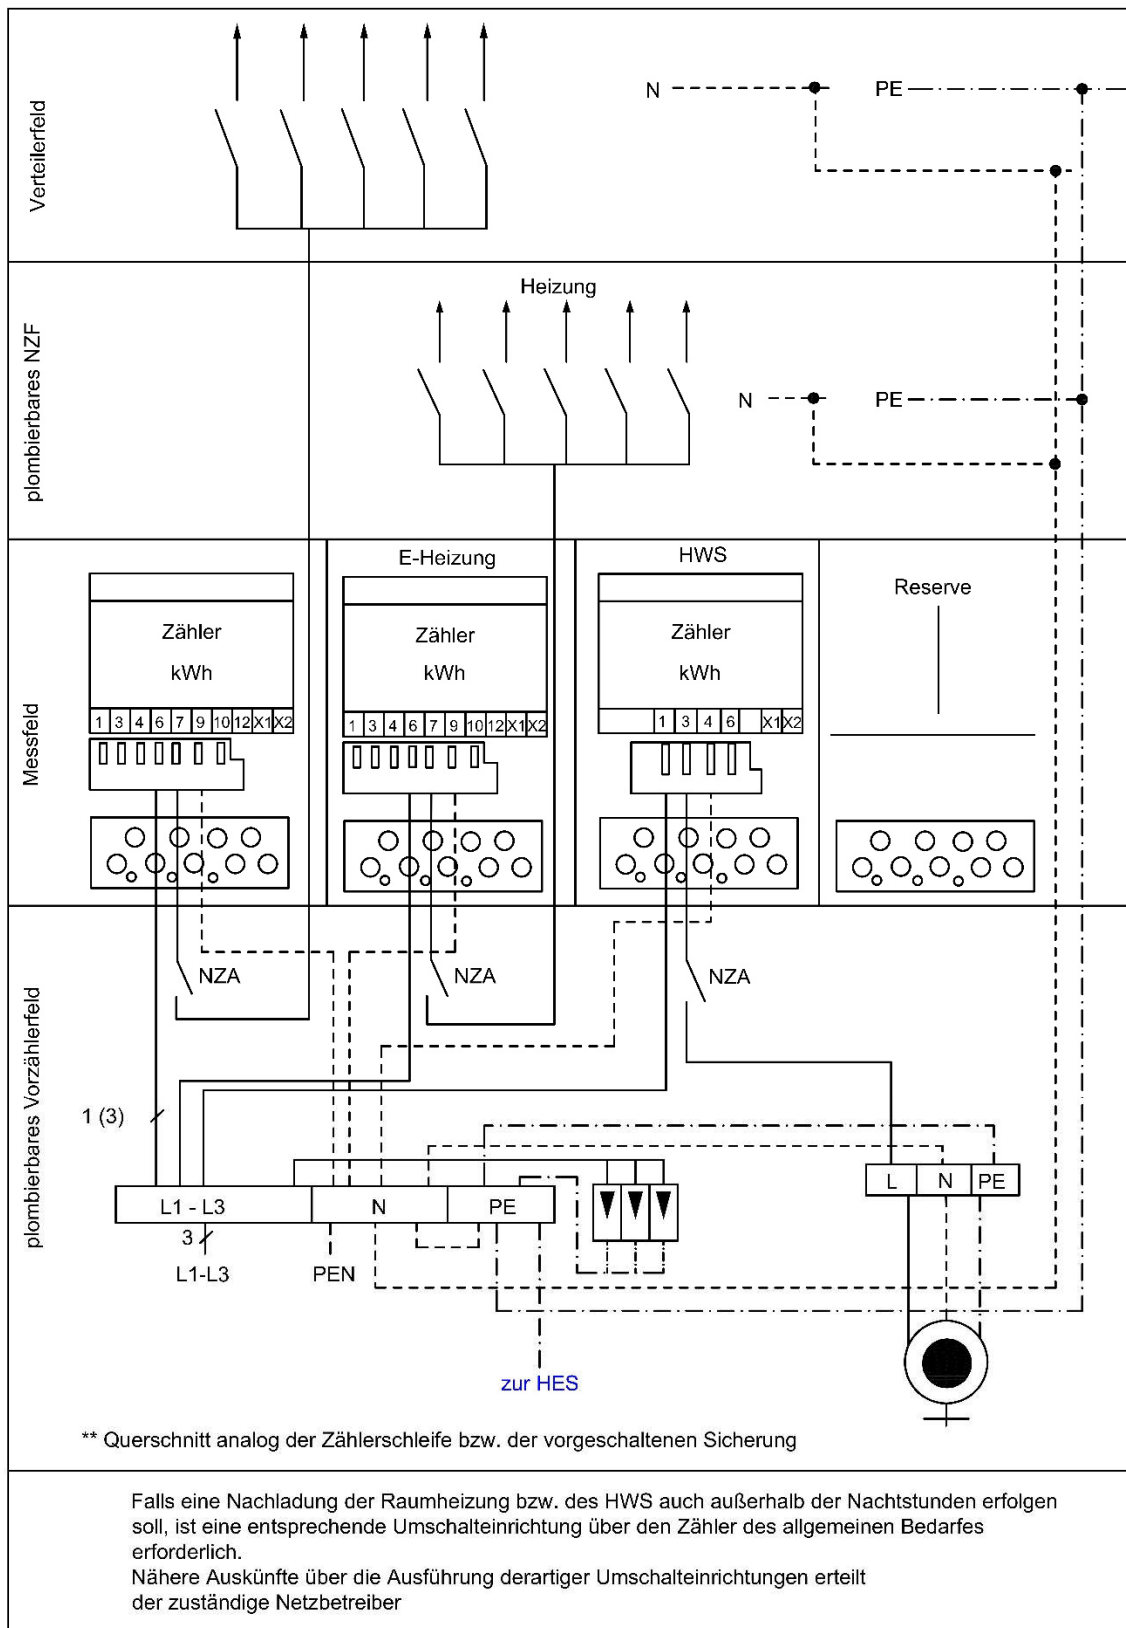 Verteilerfeld
N
PE
plombierbares NZF
Heizung
N
PE
Messfeld
E-Heizung
HWS
Reserve
Zähler
kWh
1 3 4 6 7 9 10 12 X1 X2
Zähler
kWh
1 3 4 6 7 9 10 12 X1 X2
Zähler
kWh
1 3 4 6 X1 X2
plombierbares Vorzählerfeld
NZA
NZA
NZA
1 (3)
L1 - L3
N
PE
L
N
PE
3
L1-L3
PEN
zur HES
** Querschnitt analog der Zählerschleife bzw. der vorgeschaltenen Sicherung
Falls eine Nachladung der Raumheizung bzw. des HWS auch außerhalb der Nachtstunden erfolgen
soll, ist eine entsprechende Umschalteinrichtung über den Zähler des allgemeinen Bedarfes
erforderlich.
Nähere Auskünfte über die Ausführung derartiger Umschalteinrichtungen erteilt
der zuständige Netzbetreiber